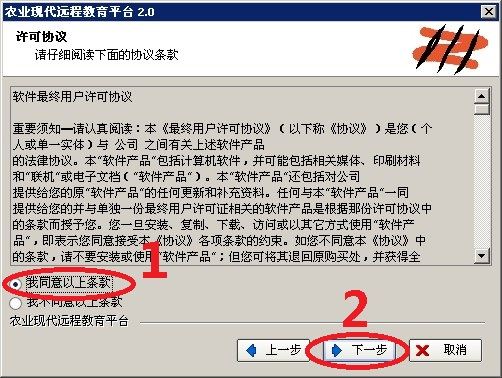 农业现代远程教育平台 2.0
许可协议
请仔细阅读下面的协议条款
软件最终用户许可协议
重要须知—请认真阅读：本《最终用户许可协议》（以下称《协议》）是您（个
人或单一实体）与 公司 之间有关上述软件产品
的法律协议。本“软件产品”包括计算机软件，并可能包括相关媒体、印刷材料
和“联机”或电子文档（“软件产品”）。本“软件产品”还包括对公司
提供给您的原“软件产品”的任何更新和补充资料。任何与本“软件产品”一同
提供给您的并与单独一份最终用户许可证相关的软件产品是根据那份许可协议中
的条款而授予您。您一旦安装、复制、下载、访问或以其它方式使用“软件产
品”，即表示您同意接受本《协议》各项条款的约束。如您不同意本《协议》中
的条款，请不要安装或使用“软件产品”；但您可将其退回原购买处，并获得全
1
我同意以上条款
我不同意以上条款
农业现代远程教育平台
2
上一步
下一步
取消